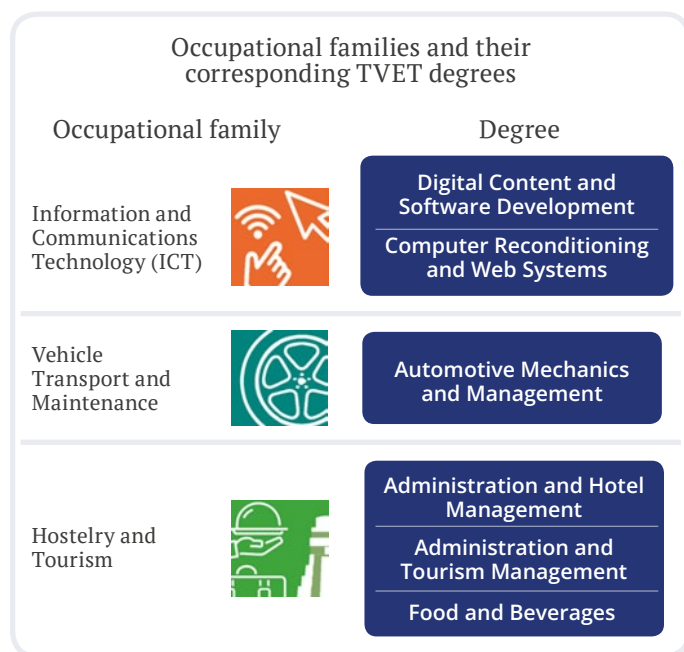 Occupational families and their
corresponding TVET degrees
Occupational family
Degree
Information and
Communications
Technology (ICT)
Digital Content and
Software Development
Computer Reconditioning
and Web Systems
Vehicle
Transport and
Maintenance
Automotive Mechanics
and Management
Hostelry and
Tourism
Administration and Hotel
Management
Administration and
Tourism Management
Food and Beverages